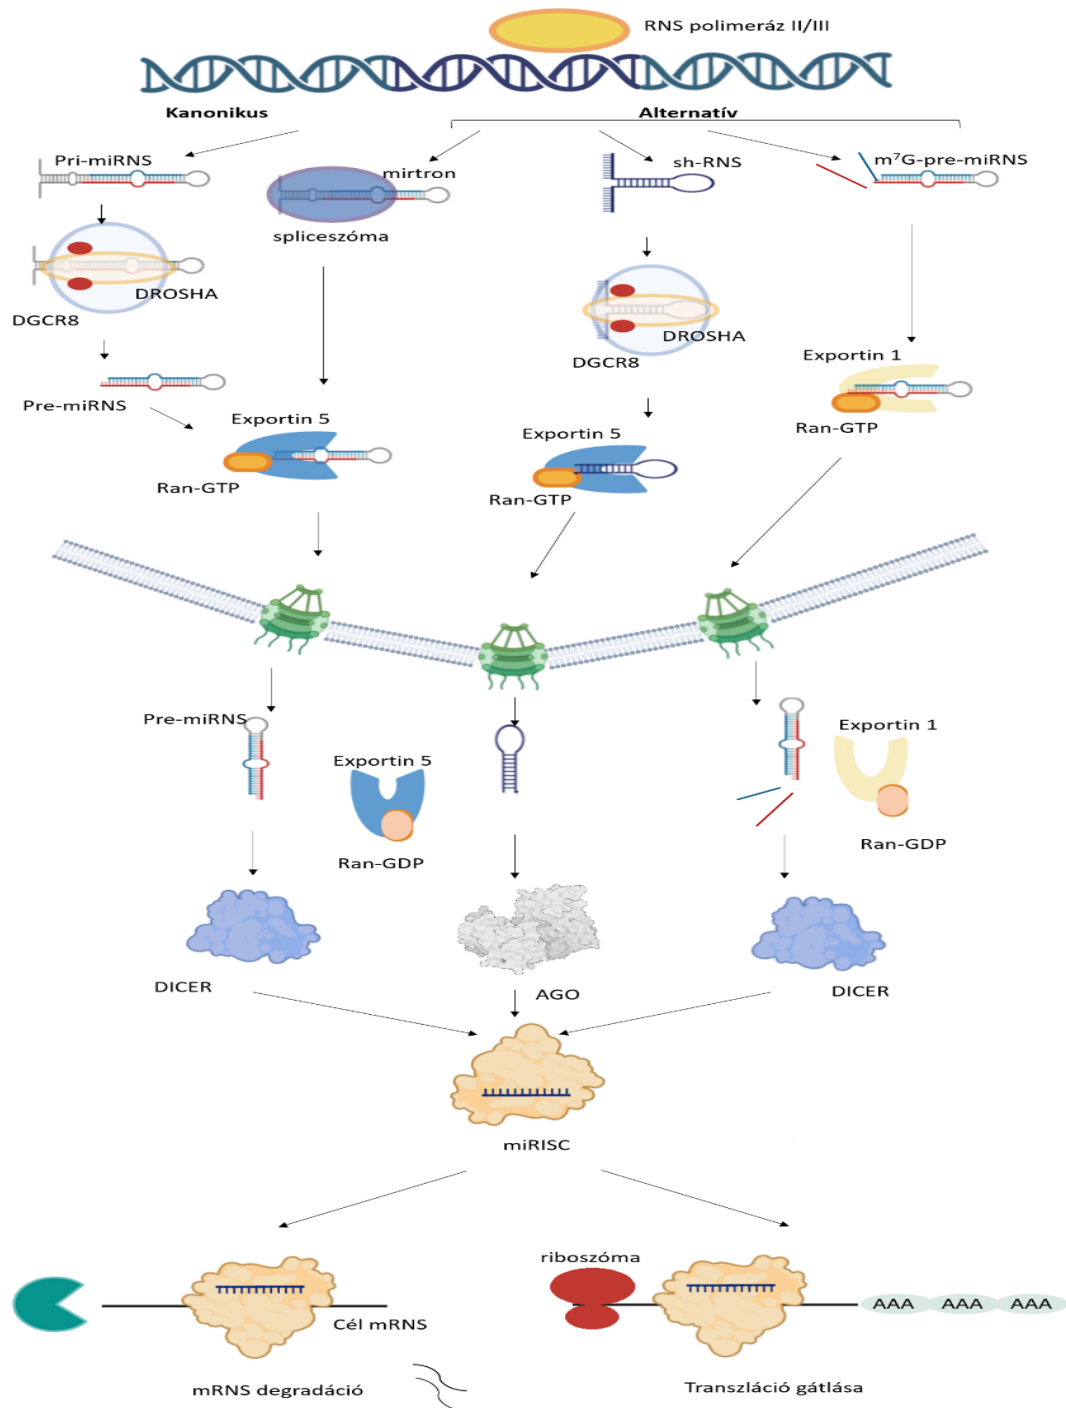 RNS polimeráz II/III
Kanonikus
Alternatív
Pri-miRNS
mirtron
sh-RNS
m⁷G-pre-miRNS
spliceszóma
DROSHA
DGCR8
DROSHA
DGCR8
Exportin 1
Ran-GTP
Pre-miRNS
Exportin 5
Ran-GTP
Exportin 5
Ran-GTP
Pre-miRNS
Exportin 5
Ran-GDP
Exportin 1
Ran-GDP
DICER
AGO
DICER
miRISC
riboszóma
Cél mRNS
AAA AAA AAA
mRNS degradáció
Transzláció gátlása